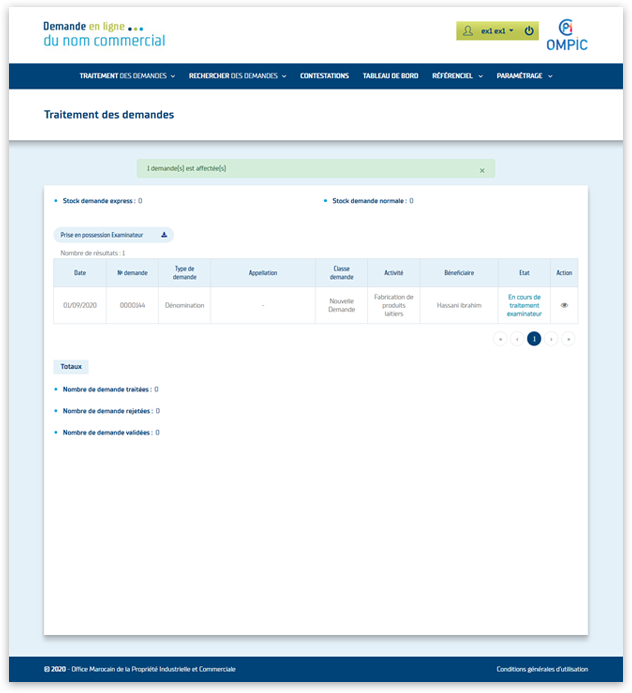 Demande en ligne
du nom commercial
ex1 ex1
OMPIC
TRAITEMENT DES DEMANDES
RECHERCHER DES DEMANDES
CONTESTATIONS
TABLEAU DE BORD
RÉFÉRENCIEL
PARAMÉTRAGE
Traitement des demandes
1 demande(s) est affectée(s)
×
Stock demande express : 0
Stock demande normale : 0
Prise en possession Examinateur
Nombre de résultats : 1
Date
№ demande
Type de
demande
Appellation
Classe
demande
Activité
Bénéficiaire
Etat
Action
01/09/2020
0000144
Dénomination
-
Nouvelle
Demande
Fabrication de
produits
laitiers
Hassani ibrahim
En cours de
traitement
examinateur
« ‹ 1 › »
Totaux
Nombre de demande traitées : 0
Nombre de demande rejetées : 0
Nombre de demande validées : 0
© 2020 - Office Marocain de la Propriété Industrielle et Commerciale
Conditions générales d'utilisation